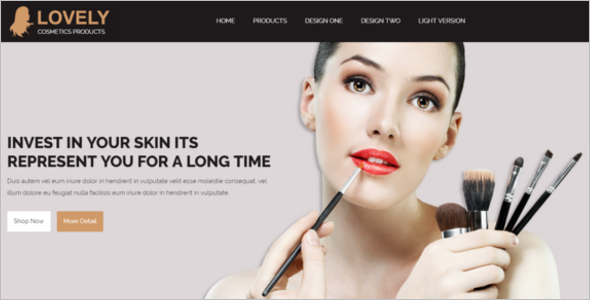 LOVELY
COSMETICS PRODUCTS
HOME PRODUCTS DESIGN ONE DESIGN TWO LIGHT VERSION
INVEST IN YOUR SKIN ITS
REPRESENT YOU FOR A LONG TIME
Duis autem vel eum iriure dolor in hendrerit in vulputate velit esse molestie consequat, vel
illum dolore eu feugiat nulla facilisis eum iriure dolor in hendrerit in vulputate
Shop Now More Detail